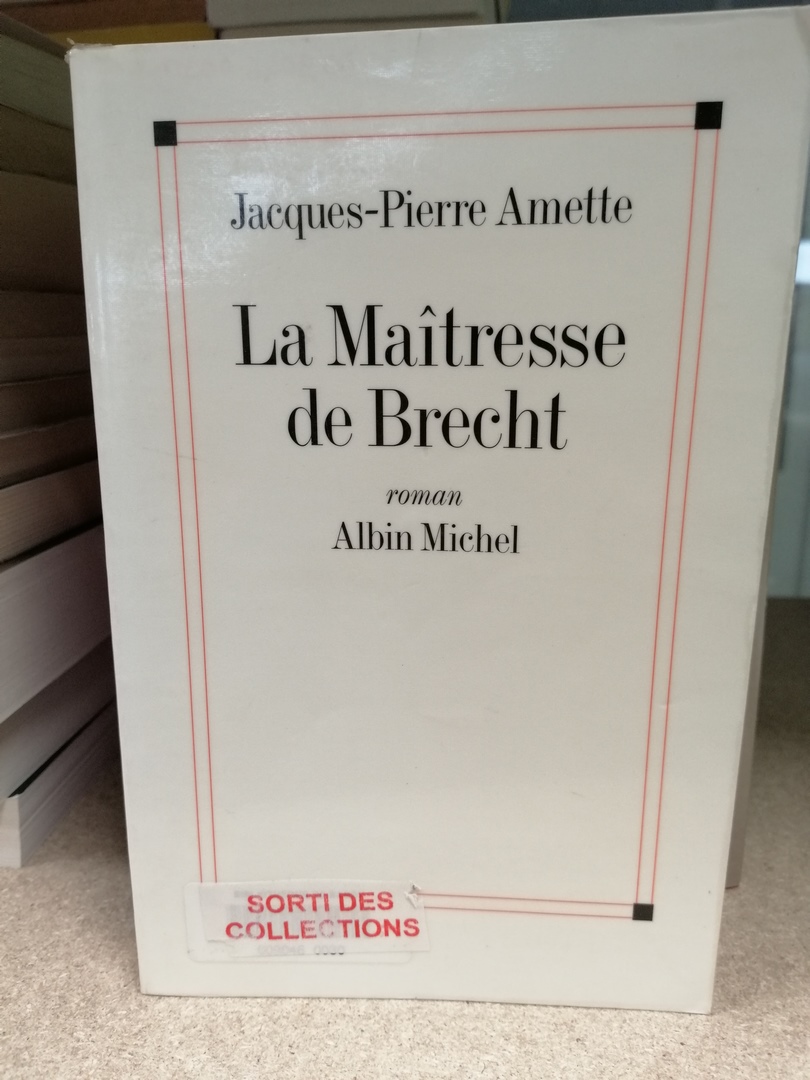 Jacques-Pierre Amette
La Maîtresse
de Brecht
roman
Albin Michel
SORTI DES
COLLECTIONS